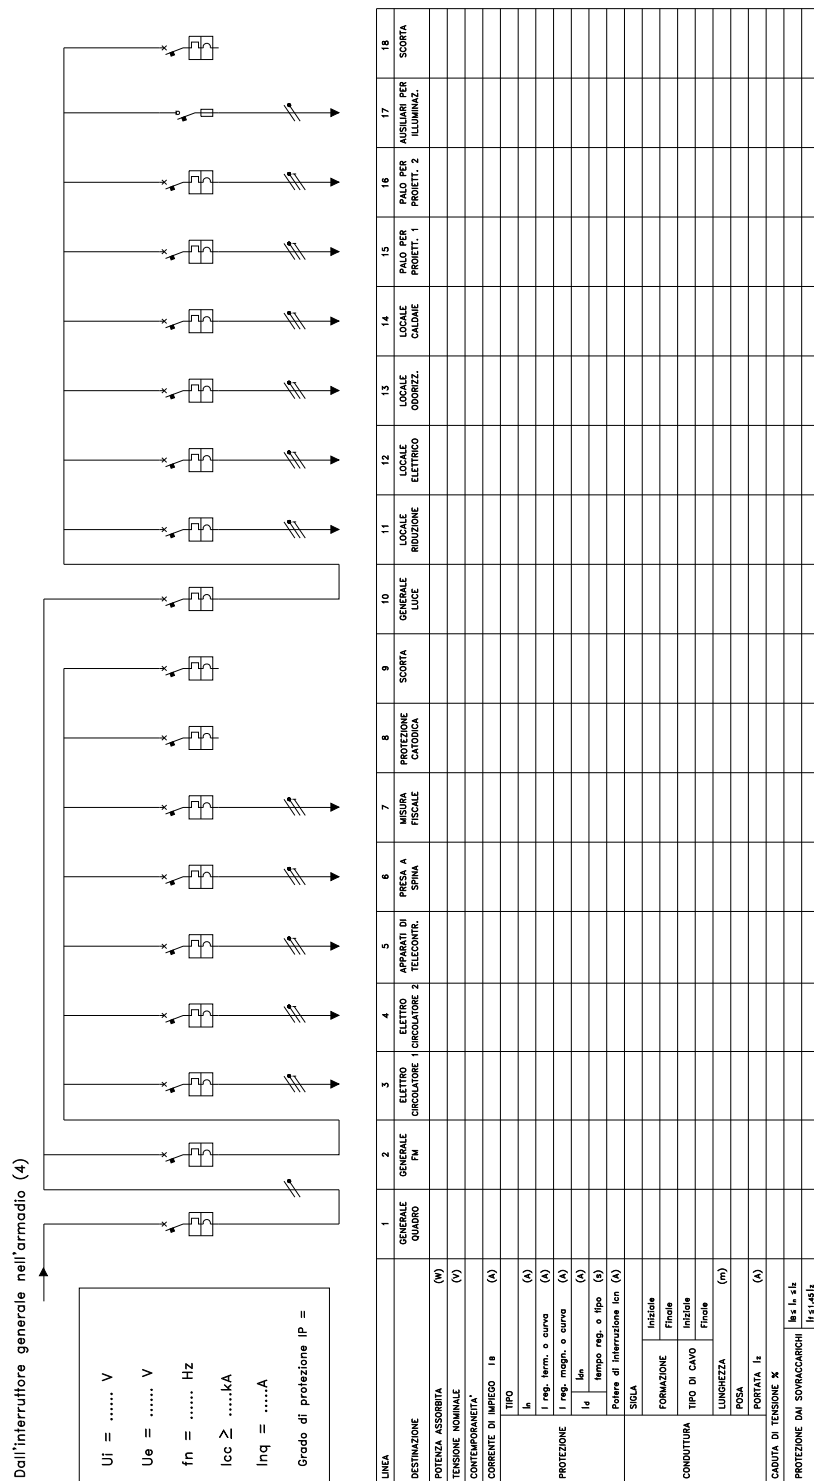 Dall'interruttore generale nell'armadio (4)
Ui = ...... V
Ue = ...... V
fn = ...... Hz
Icc ≥ .....kA
Inq = .....A
Grado di protezione IP =
LINEA 1 2 3 4 5 6 7 8 9 10 11 12 13 14 15 16 17 18
DESTINAZIONE
GENERALE
QUADRO
GENERALE
FM
ELETTRO
CIRCOLATORE 1
ELETTRO
CIRCOLATORE 2
APPARATI DI
TELECONTR.
PRESA A
SPINA
MISURA
FISCALE
PROTEZIONE
CATODICA
SCORTA
GENERALE
LUCE
LOCALE
RIDUZIONE
LOCALE
ELETTRICO
LOCALE
ODORIZZ.
LOCALE
CALDAIE
PALO PER
PROIETT. 1
PALO PER
PROIETT. 2
AUSILIARI PER
ILLUMINAZ.
SCORTA
POTENZA ASSORBITA (W)
TENSIONE NOMINALE (V)
CONTEMPORANEITA'
CORRENTE DI IMPIEGO IB (A)
PROTEZIONE
TIPO
In (A)
I reg. term. o curva (A)
I reg. magn. o curva (A)
Id
Idn (A)
tempo reg. o tipo (s)
Potere di interruzione Icn (A)
CONDUTTURA
SIGLA
FORMAZIONE
Iniziale
Finale
TIPO DI CAVO
Iniziale
Finale
LUNGHEZZA (m)
POSA
PORTATA Iz (A)
CADUTA DI TENSIONE %
PROTEZIONE DAI SOVRACCARICHI
IB ≤ In ≤ Iz
If ≤ 1.45 Iz